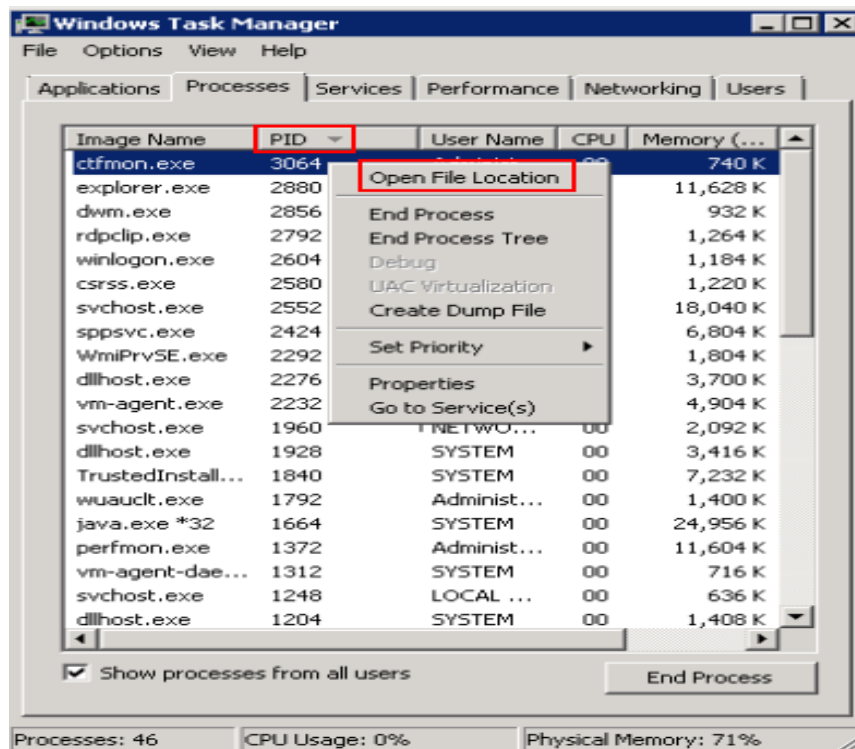 Windows Task Manager
File Options View Help
Applications Processes Services Performance Networking Users
Image Name PID User Name CPU Memory (...
ctfmon.exe 3064 740 K
Open File Location
explorer.exe 2880 11,628 K
dwm.exe 2856 932 K
End Process
rdpclip.exe 2792 1,264 K
End Process Tree
winlogon.exe 2604 1,184 K
Debug
csrss.exe 2580 1,220 K
UAC Virtualization
svchost.exe 2552 18,040 K
Create Dump File
sppsvc.exe 2424 6,804 K
Set Priority
WmiPrvSE.exe 2292 1,804 K
dllhost.exe 2276 3,700 K
Properties
vm-agent.exe 2232 4,904 K
Go to Service(s)
svchost.exe 1960 NETWO... 00 2,092 K
dllhost.exe 1928 SYSTEM 00 3,416 K
TrustedInstall... 1840 SYSTEM 00 7,232 K
wuauclt.exe 1792 Administ... 00 1,400 K
java.exe *32 1664 SYSTEM 00 24,956 K
perfmon.exe 1372 Administ... 00 11,604 K
vm-agent-dae... 1312 SYSTEM 00 716 K
svchost.exe 1248 LOCAL ... 00 636 K
dllhost.exe 1204 SYSTEM 00 1,408 K
Show processes from all users
End Process
Processes: 46 CPU Usage: 0% Physical Memory: 71%